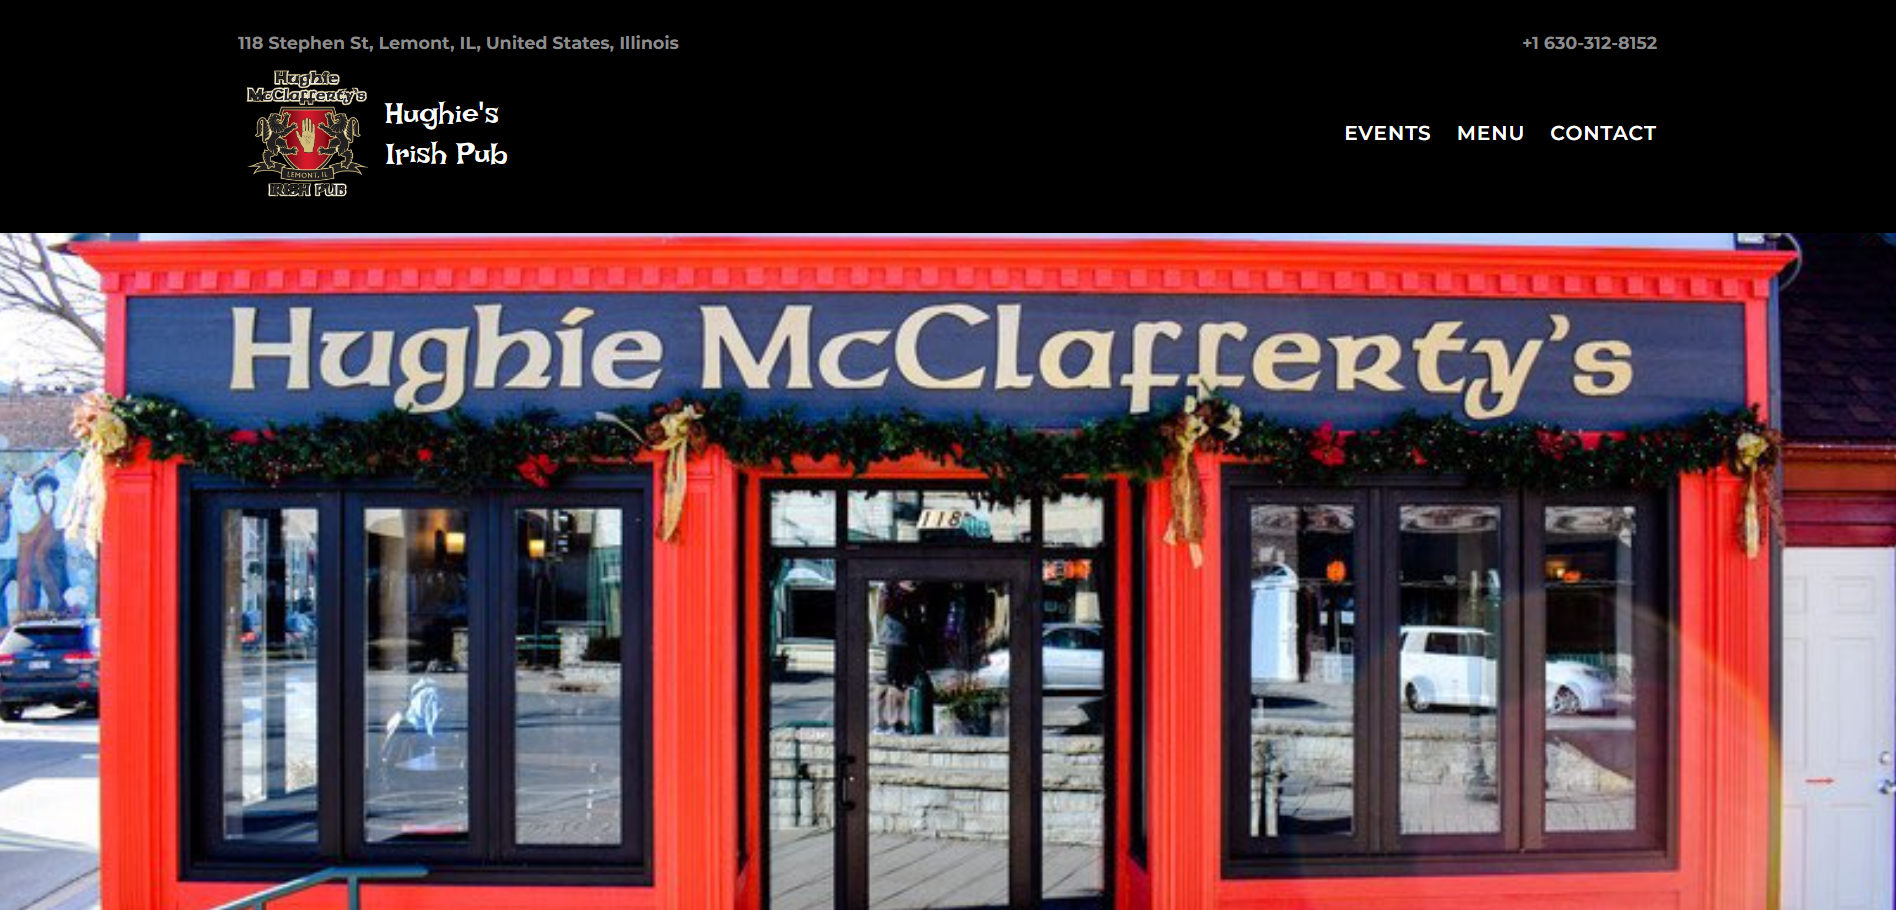 118 Stephen St, Lemont, IL, United States, Illinois
+1 630-312-8152
Hughie
McClafferty's
LEMONT, IL
IRISH PUB
Hughie's
Irish Pub
EVENTS MENU CONTACT
Hughie McClafferty's
118